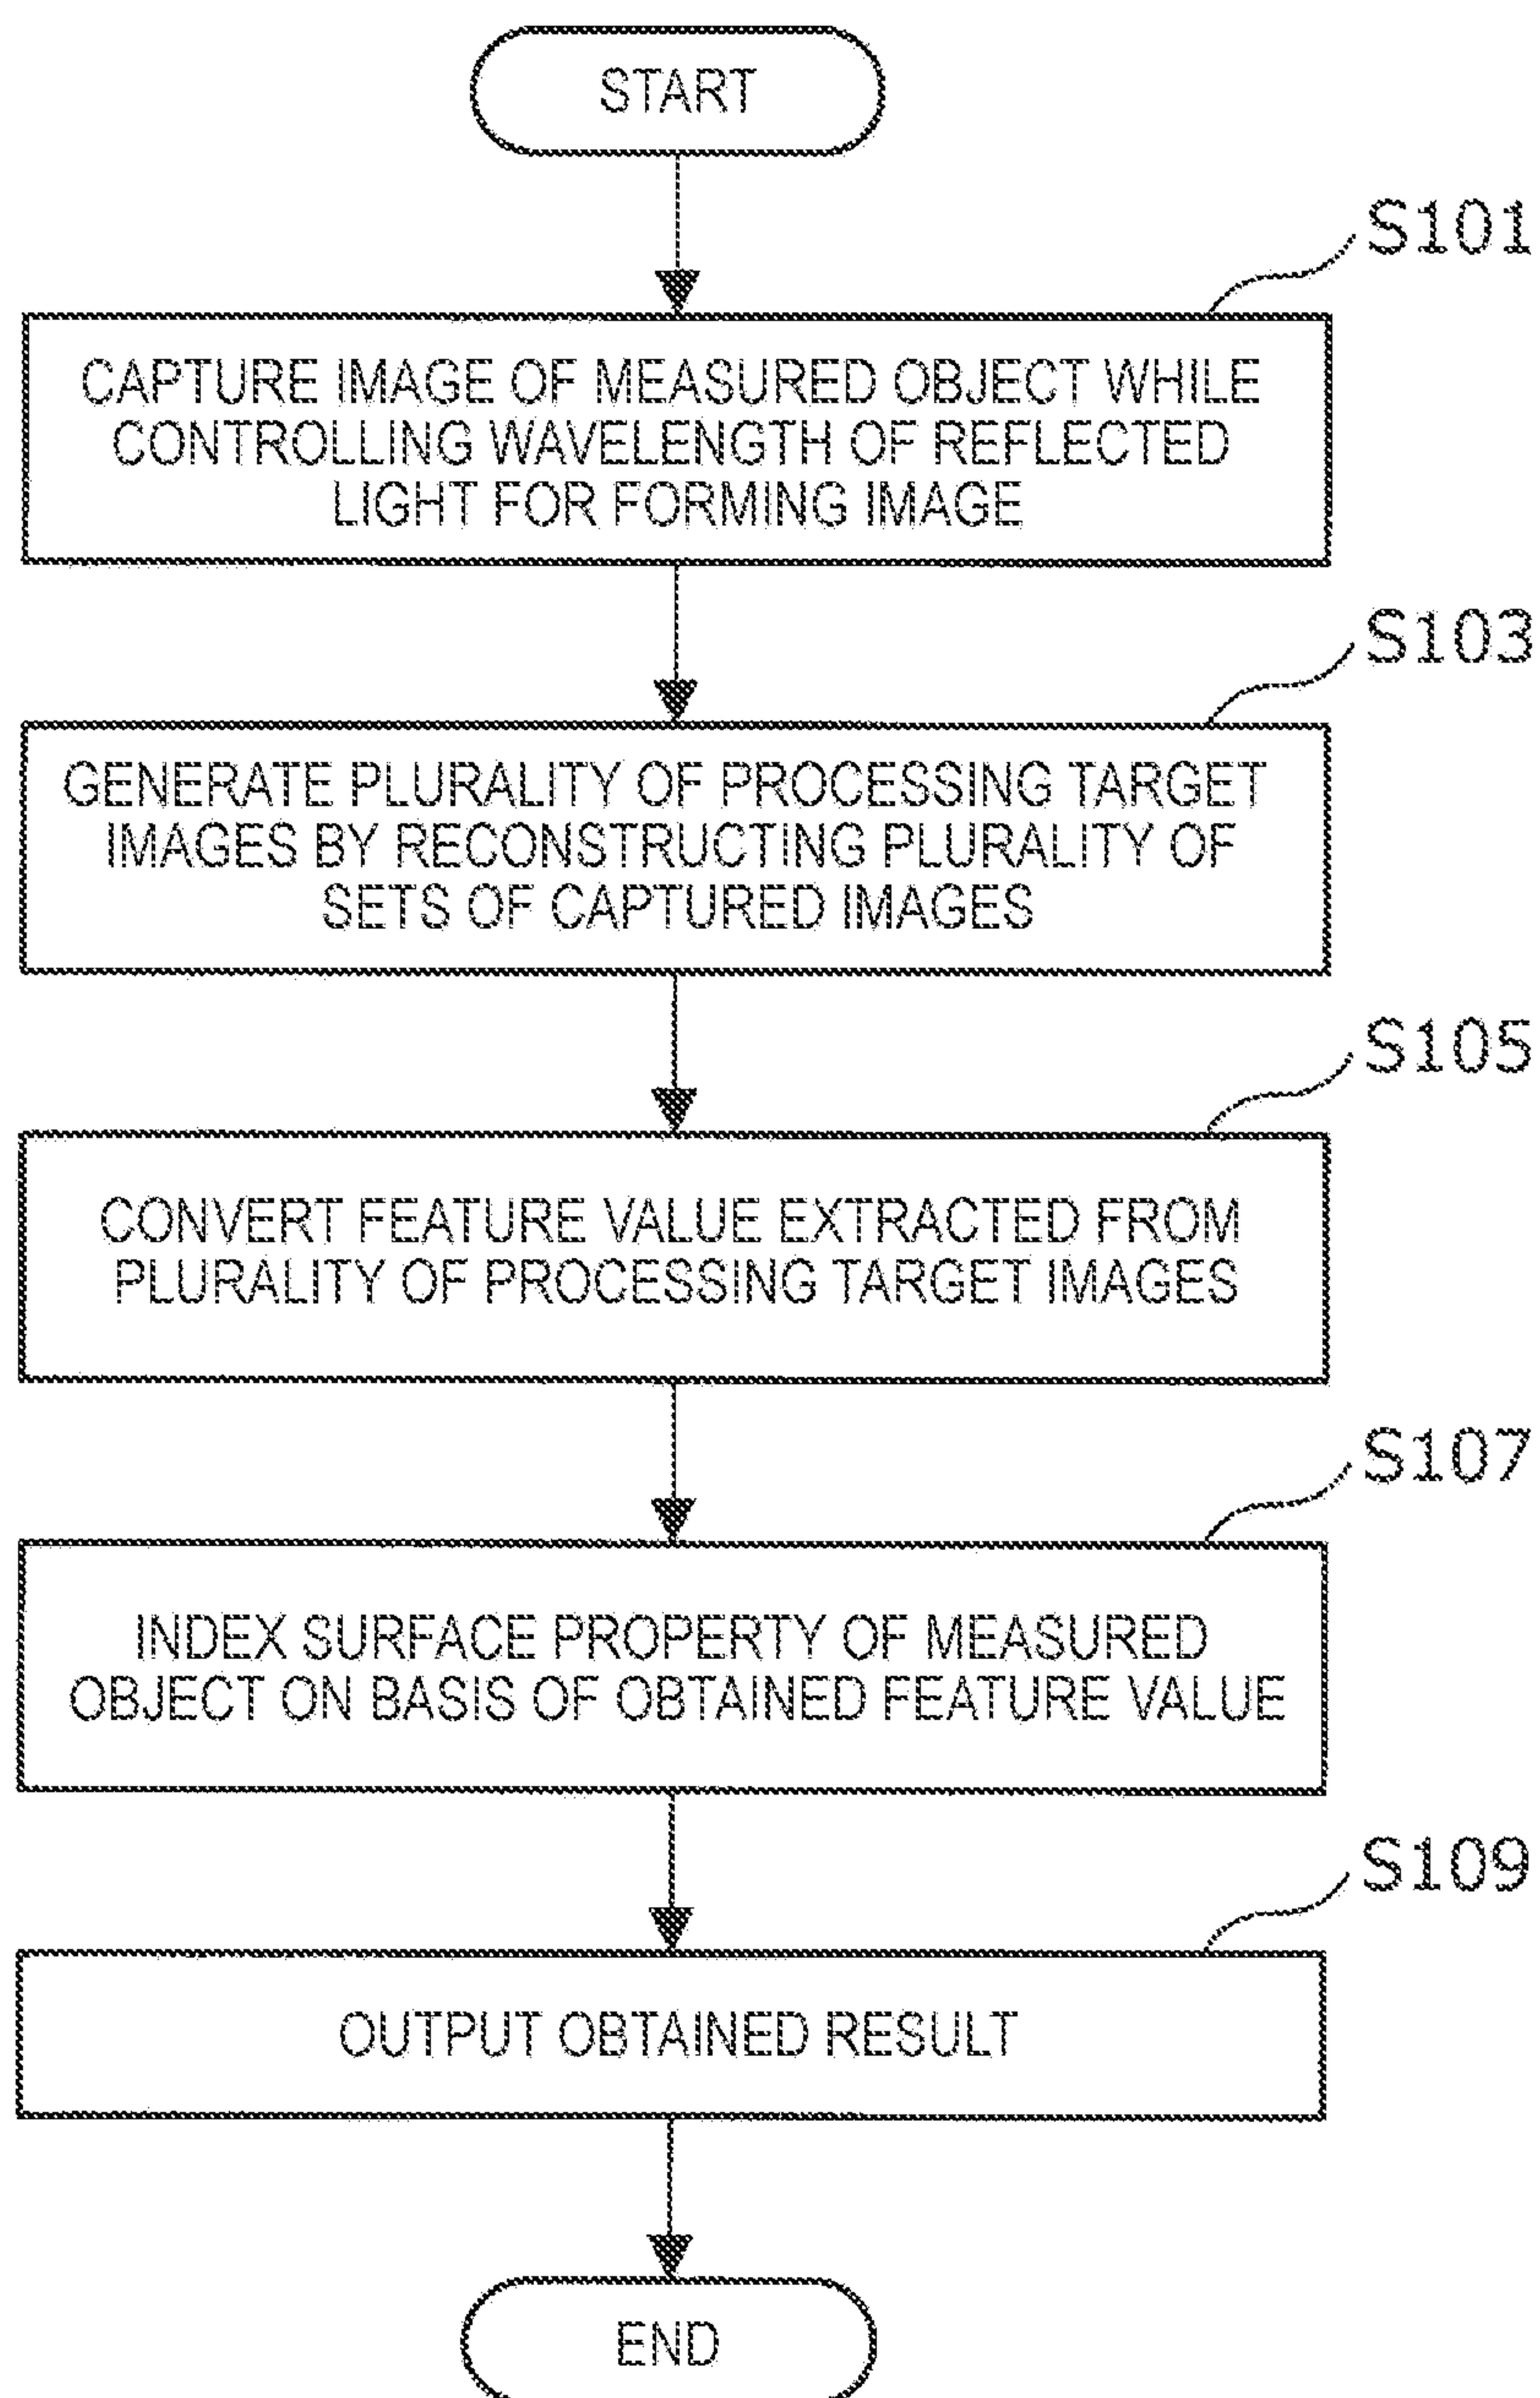 START
S101
CAPTURE IMAGE OF MEASURED OBJECT WHILE
CONTROLLING WAVELENGTH OF REFLECTED
LIGHT FOR FORMING IMAGE
S103
GENERATE PLURALITY OF PROCESSING TARGET
IMAGES BY RECONSTRUCTING PLURALITY OF
SETS OF CAPTURED IMAGES
S105
CONVERT FEATURE VALUE EXTRACTED FROM
PLURALITY OF PROCESSING TARGET IMAGES
S107
INDEX SURFACE PROPERTY OF MEASURED
OBJECT ON BASIS OF OBTAINED FEATURE VALUE
S109
OUTPUT OBTAINED RESULT
END